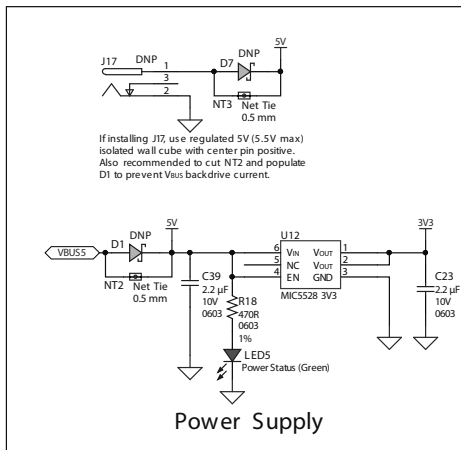 J17 DNP
1
3
2
D7
DNP
5V
NT3
Net Tie
0.5 mm
If installing J17, use regulated 5V (5.5V max)
isolated wall cube with center pin positive.
Also recommended to cut NT2 and populate
D1 to prevent VBUS backdrive current.
VBUS5
D1
DNP
5V
NT2
Net Tie
0.5 mm
C39
2.2 µF
10V
0603
R18
470R
0603
1%
LED5
Power Status (Green)
U12
6 VIN VOUT 1
5 NC VOUT 2
4 EN GND 3
MIC5528 3V3
3V3
C23
2.2 µF
10V
0603
Power Supply